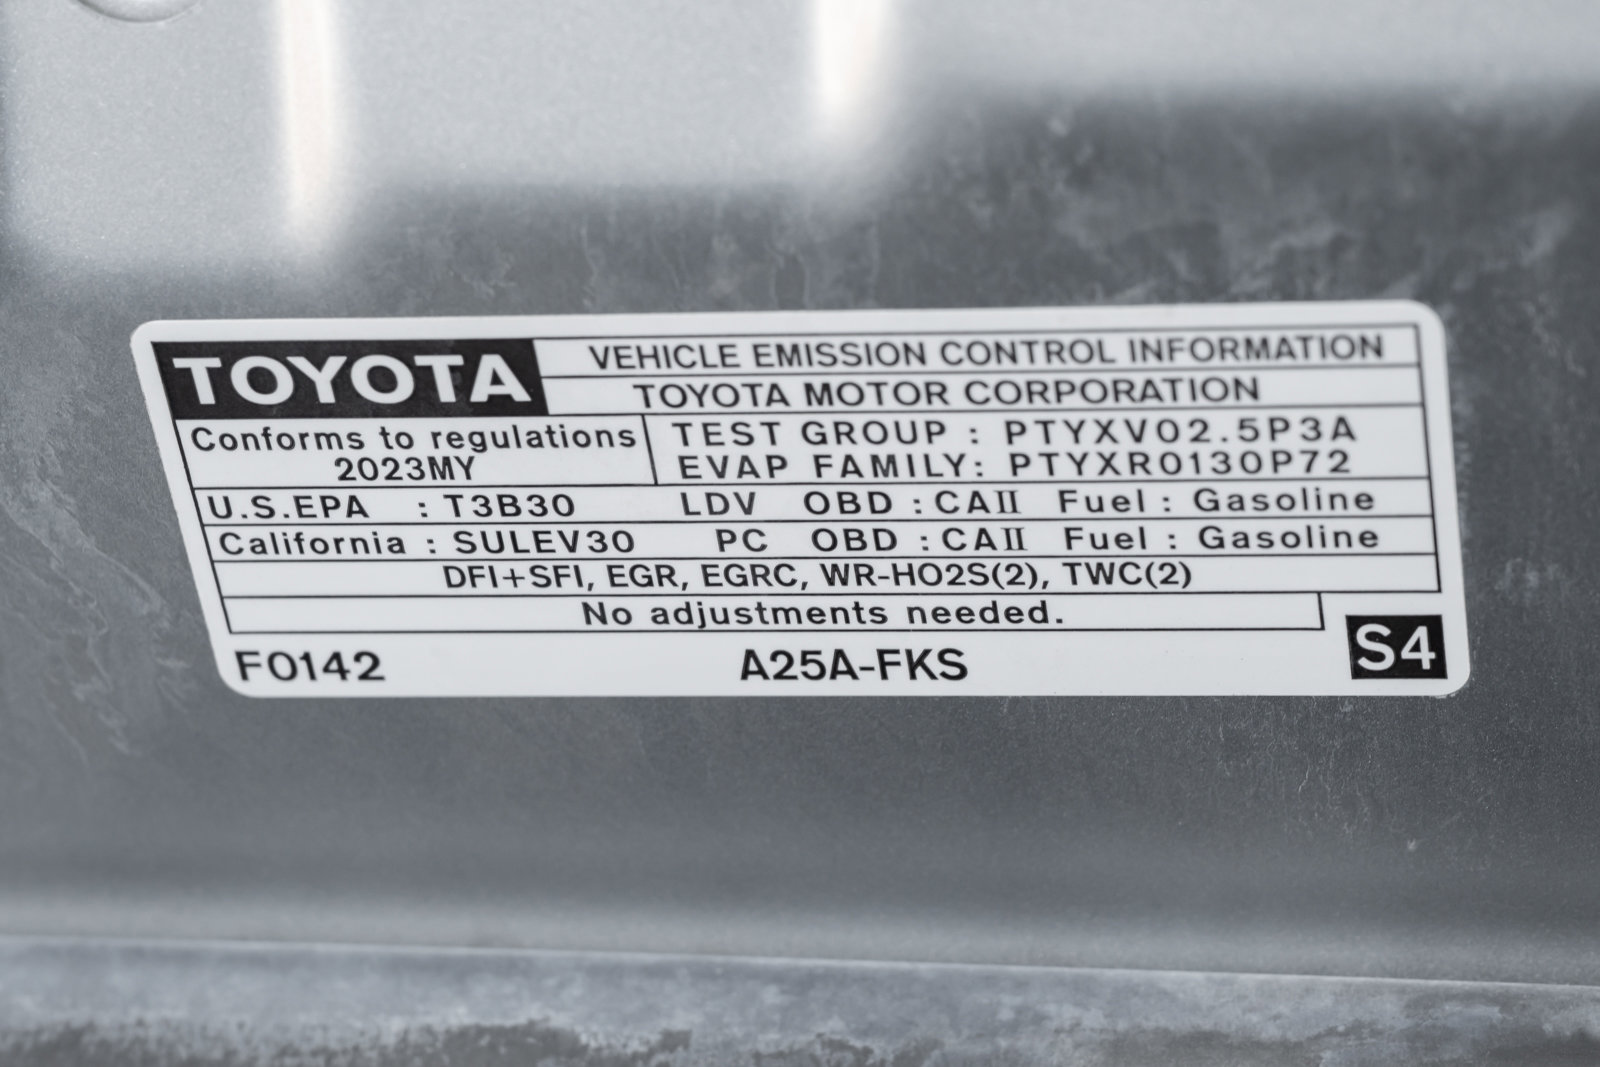 TOYOTA VEHICLE EMISSION CONTROL INFORMATION
TOYOTA MOTOR CORPORATION
Conforms to regulations
2023MY
TEST GROUP : PTYXV02.5P3A
EVAP FAMILY: PTYXR0130P72
U.S.EPA : T3B30 LDV OBD : CAII Fuel : Gasoline
California : SULEV30 PC OBD : CAII Fuel : Gasoline
DFI+SFI, EGR, EGRC, WR-HO2S(2), TWC(2)
No adjustments needed.
F0142 A25A-FKS S4